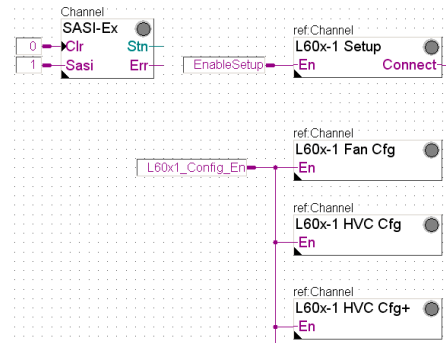 Channel
SASI-Ex
0 Clr Stn
1 Sasi Err
ref:Channel
L60x-1 Setup
EnableSetup En Connect
ref:Channel
L60x-1 Fan Cfg
L60x1_Config_En En
ref:Channel
L60x-1 HVC Cfg
En
ref:Channel
L60x-1 HVC Cfg+
En